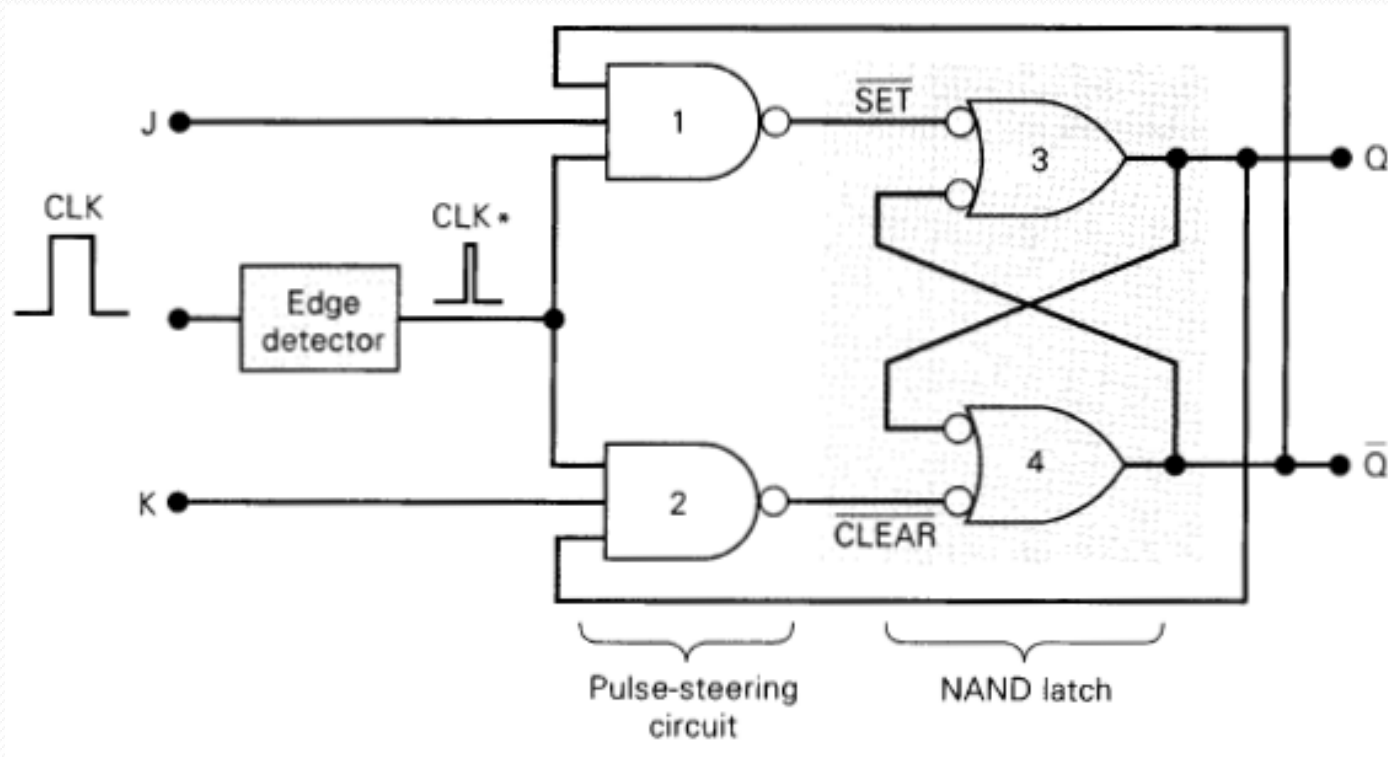 J
1
SET
3
Q
CLK
CLK*
Edge
detector
K
2
CLEAR
4
Q̅
Pulse-steering
circuit
NAND latch